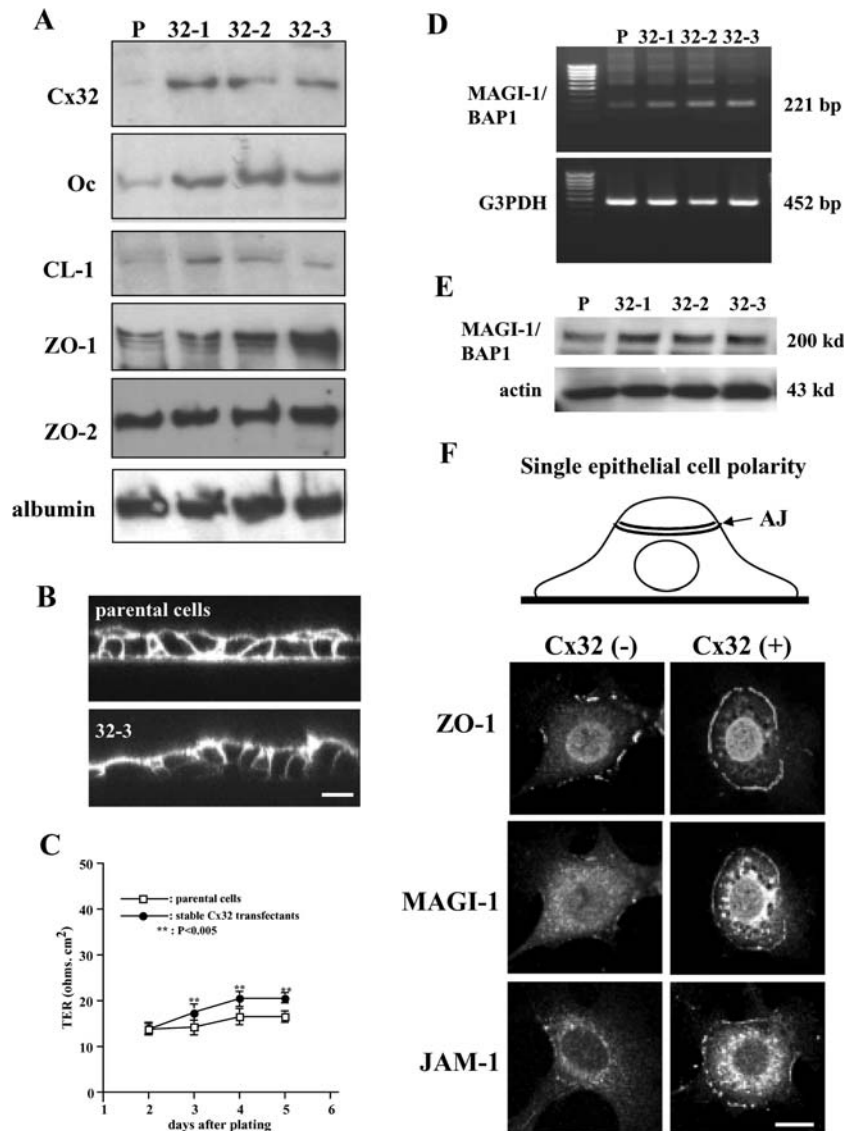 A
P 32-1 32-2 32-3
Cx32
Oc
CL-1
ZO-1
ZO-2
albumin
B
parental cells
32-3
C
TER (ohms. cm2)
50
40
30
20
10
0
: parental cells
: stable Cx32 transfectants
** : P<0.005
**
**
**
1 2 3 4 5 6
days after plating
D
P 32-1 32-2 32-3
MAGI-1/
BAP1
221 bp
G3PDH
452 bp
E
P 32-1 32-2 32-3
MAGI-1/
BAP1
200 kd
actin
43 kd
F
Single epithelial cell polarity
AJ
Cx32 (-) Cx32 (+)
ZO-1
MAGI-1
JAM-1